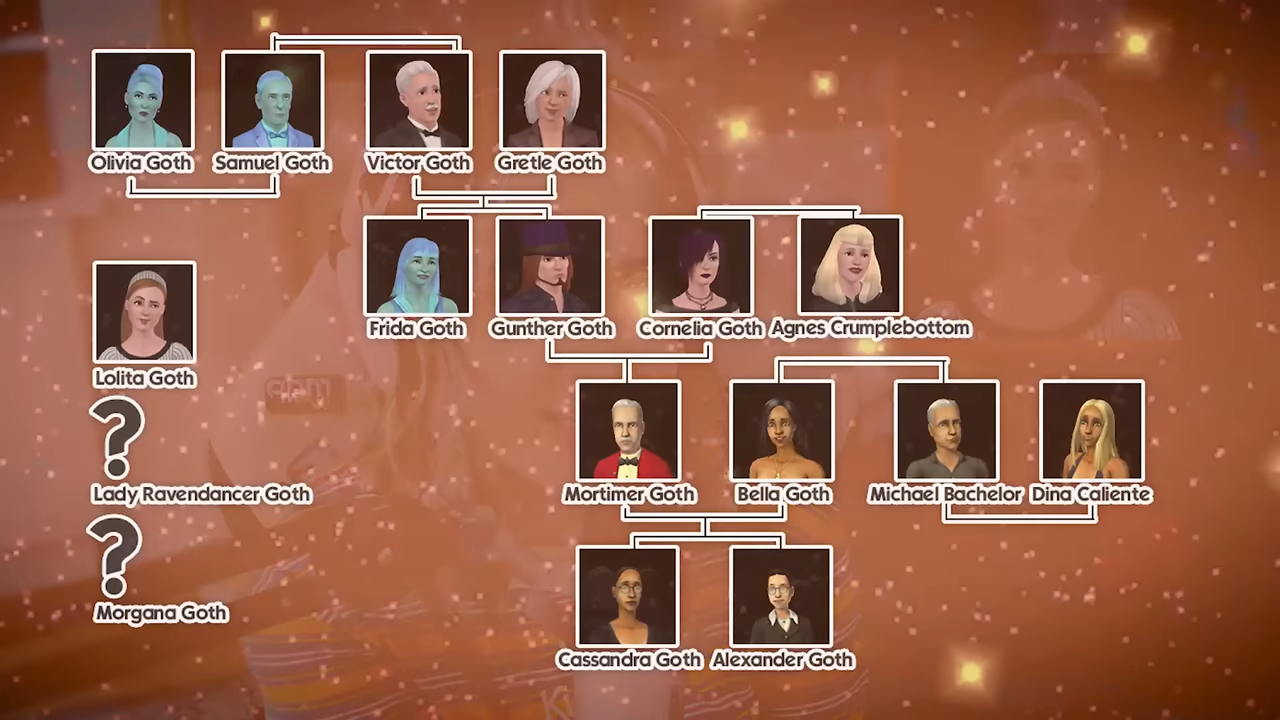 Olivia Goth
Samuel Goth
Victor Goth
Gretle Goth
Frida Goth
Gunther Goth
Cornelia Goth
Agnes Crumplebottom
Lolita Goth
?
Lady Ravendancer Goth
Mortimer Goth
Bella Goth
Michael Bachelor
Dina Caliente
?
Morgana Goth
Cassandra Goth
Alexander Goth